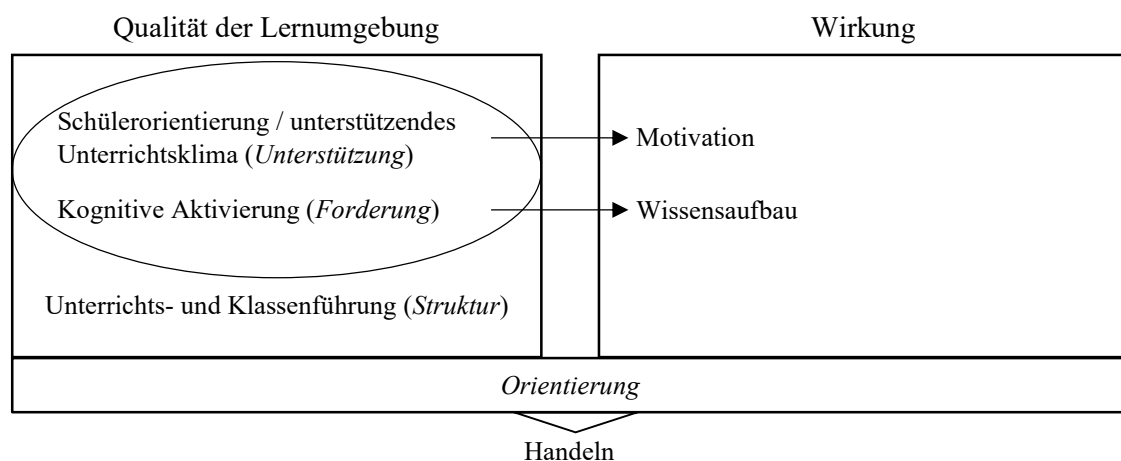 Qualität der Lernumgebung
Wirkung
Schülerorientierung / unterstützendes
Unterrichtsklima (Unterstützung)
Motivation
Kognitive Aktivierung (Forderung)
Wissensaufbau
Unterrichts- und Klassenführung (Struktur)
Orientierung
Handeln